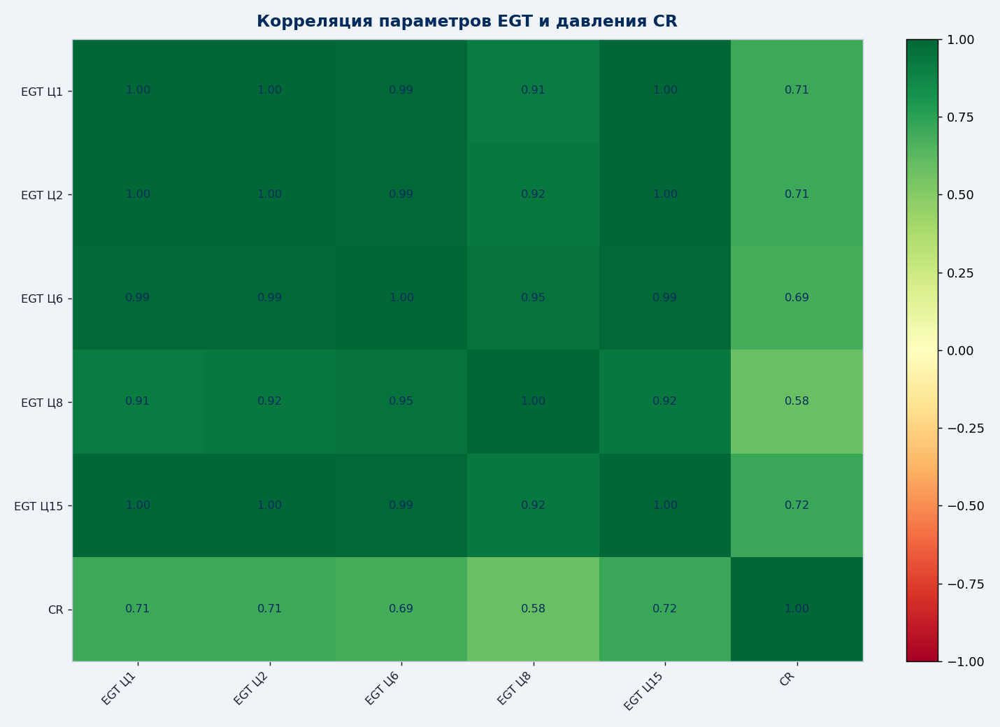 Корреляция параметров EGT и давления CR
EGT Ц1 1.00 1.00 0.99 0.91 1.00 0.71
EGT Ц2 1.00 1.00 0.99 0.92 1.00 0.71
EGT Ц6 0.99 0.99 1.00 0.95 0.99 0.69
EGT Ц8 0.91 0.92 0.95 1.00 0.92 0.58
EGT Ц15 1.00 1.00 0.99 0.92 1.00 0.72
CR 0.71 0.71 0.69 0.58 0.72 1.00
EGT Ц1 EGT Ц2 EGT Ц6 EGT Ц8 EGT Ц15 CR
1.00
0.75
0.50
0.25
0.00
−0.25
−0.50
−0.75
−1.00